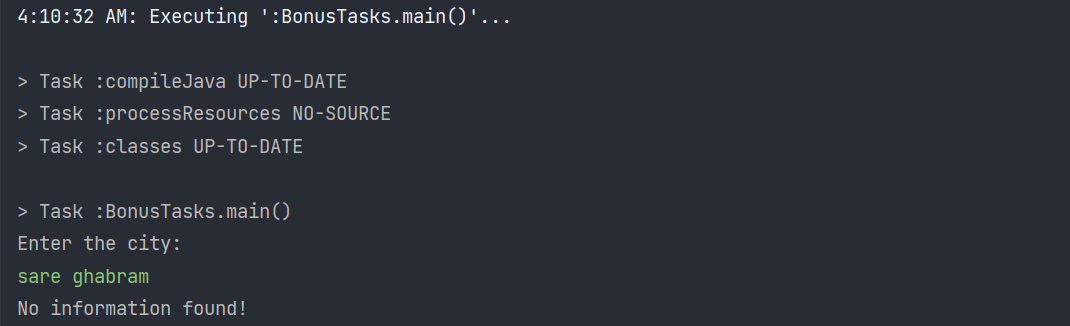 4:10:32 AM: Executing ':BonusTasks.main()'...
> Task :compileJava UP-TO-DATE
> Task :processResources NO-SOURCE
> Task :classes UP-TO-DATE
> Task :BonusTasks.main()
Enter the city:
sare ghabram
No information found!